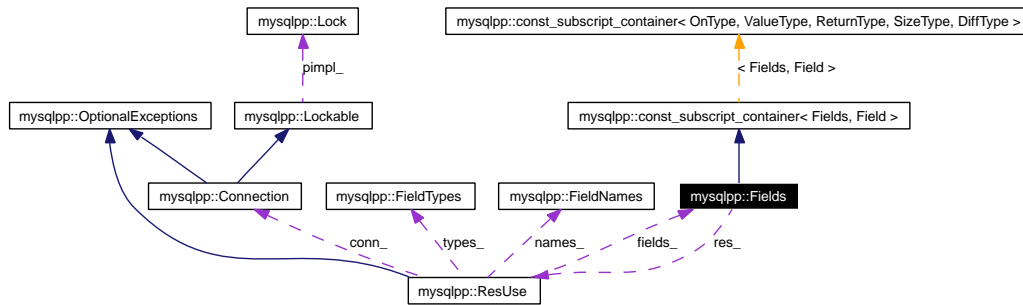 mysqlpp::Lock
mysqlpp::const_subscript_container< OnType, ValueType, ReturnType, SizeType, DiffType >
pimpl_
< Fields, Field >
mysqlpp::OptionalExceptions
mysqlpp::Lockable
mysqlpp::const_subscript_container< Fields, Field >
mysqlpp::Connection
mysqlpp::FieldTypes
mysqlpp::FieldNames
mysqlpp::Fields
conn_
types_
names_
fields_
res_
mysqlpp::ResUse